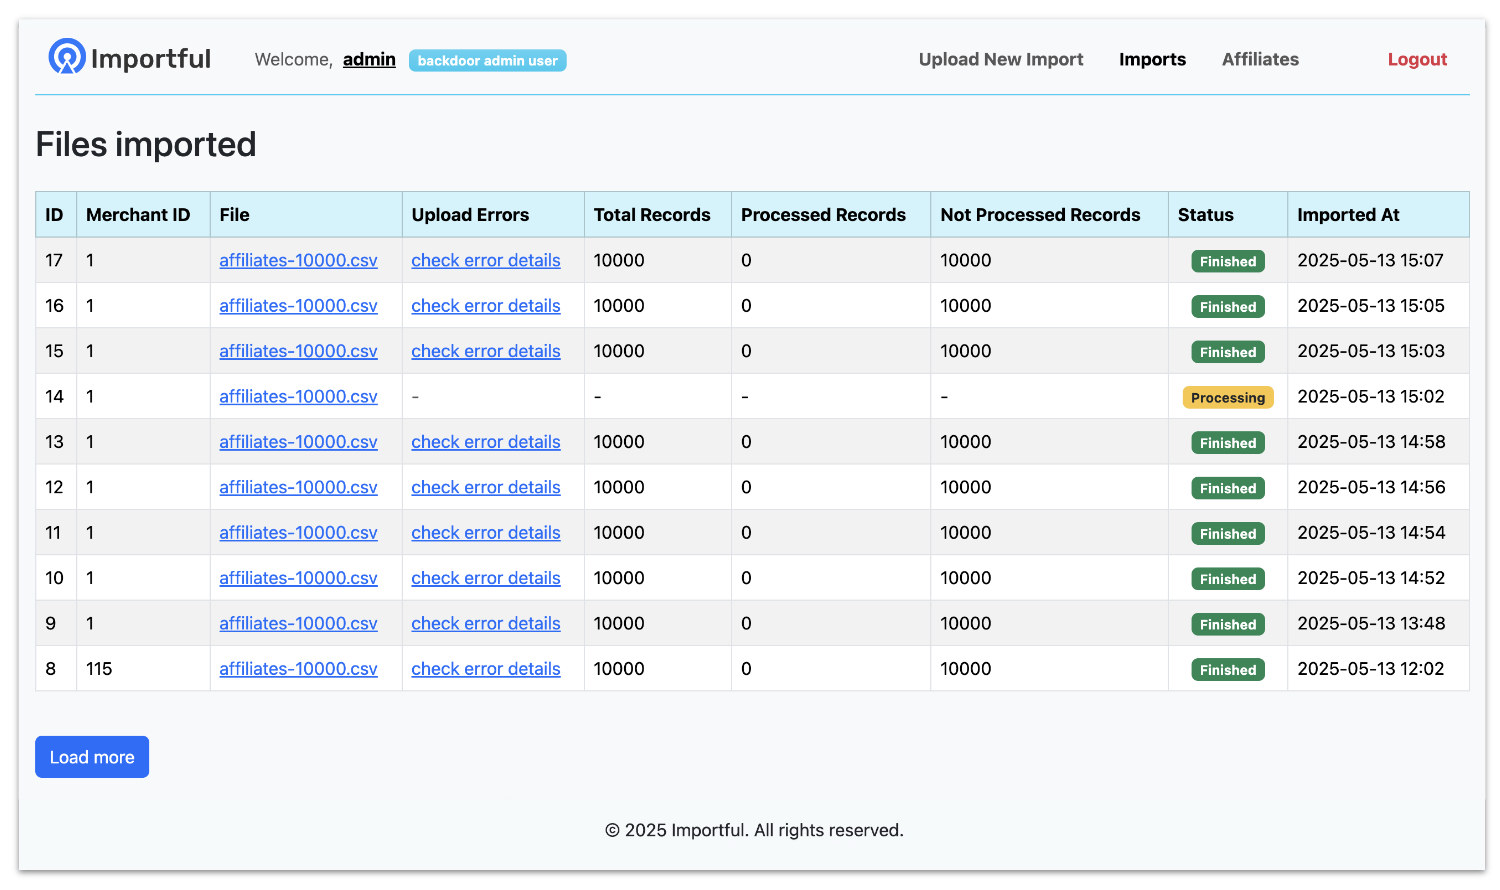 Importful Welcome, admin backdoor admin user Upload New Import Imports Affiliates Logout
Files imported
ID Merchant ID File Upload Errors Total Records Processed Records Not Processed Records Status Imported At
17 1 affiliates-10000.csv check error details 10000 0 10000 Finished 2025-05-13 15:07
16 1 affiliates-10000.csv check error details 10000 0 10000 Finished 2025-05-13 15:05
15 1 affiliates-10000.csv check error details 10000 0 10000 Finished 2025-05-13 15:03
14 1 affiliates-10000.csv - - - - Processing 2025-05-13 15:02
13 1 affiliates-10000.csv check error details 10000 0 10000 Finished 2025-05-13 14:58
12 1 affiliates-10000.csv check error details 10000 0 10000 Finished 2025-05-13 14:56
11 1 affiliates-10000.csv check error details 10000 0 10000 Finished 2025-05-13 14:54
10 1 affiliates-10000.csv check error details 10000 0 10000 Finished 2025-05-13 14:52
9 1 affiliates-10000.csv check error details 10000 0 10000 Finished 2025-05-13 13:48
8 115 affiliates-10000.csv check error details 10000 0 10000 Finished 2025-05-13 12:02
Load more
© 2025 Importful. All rights reserved.